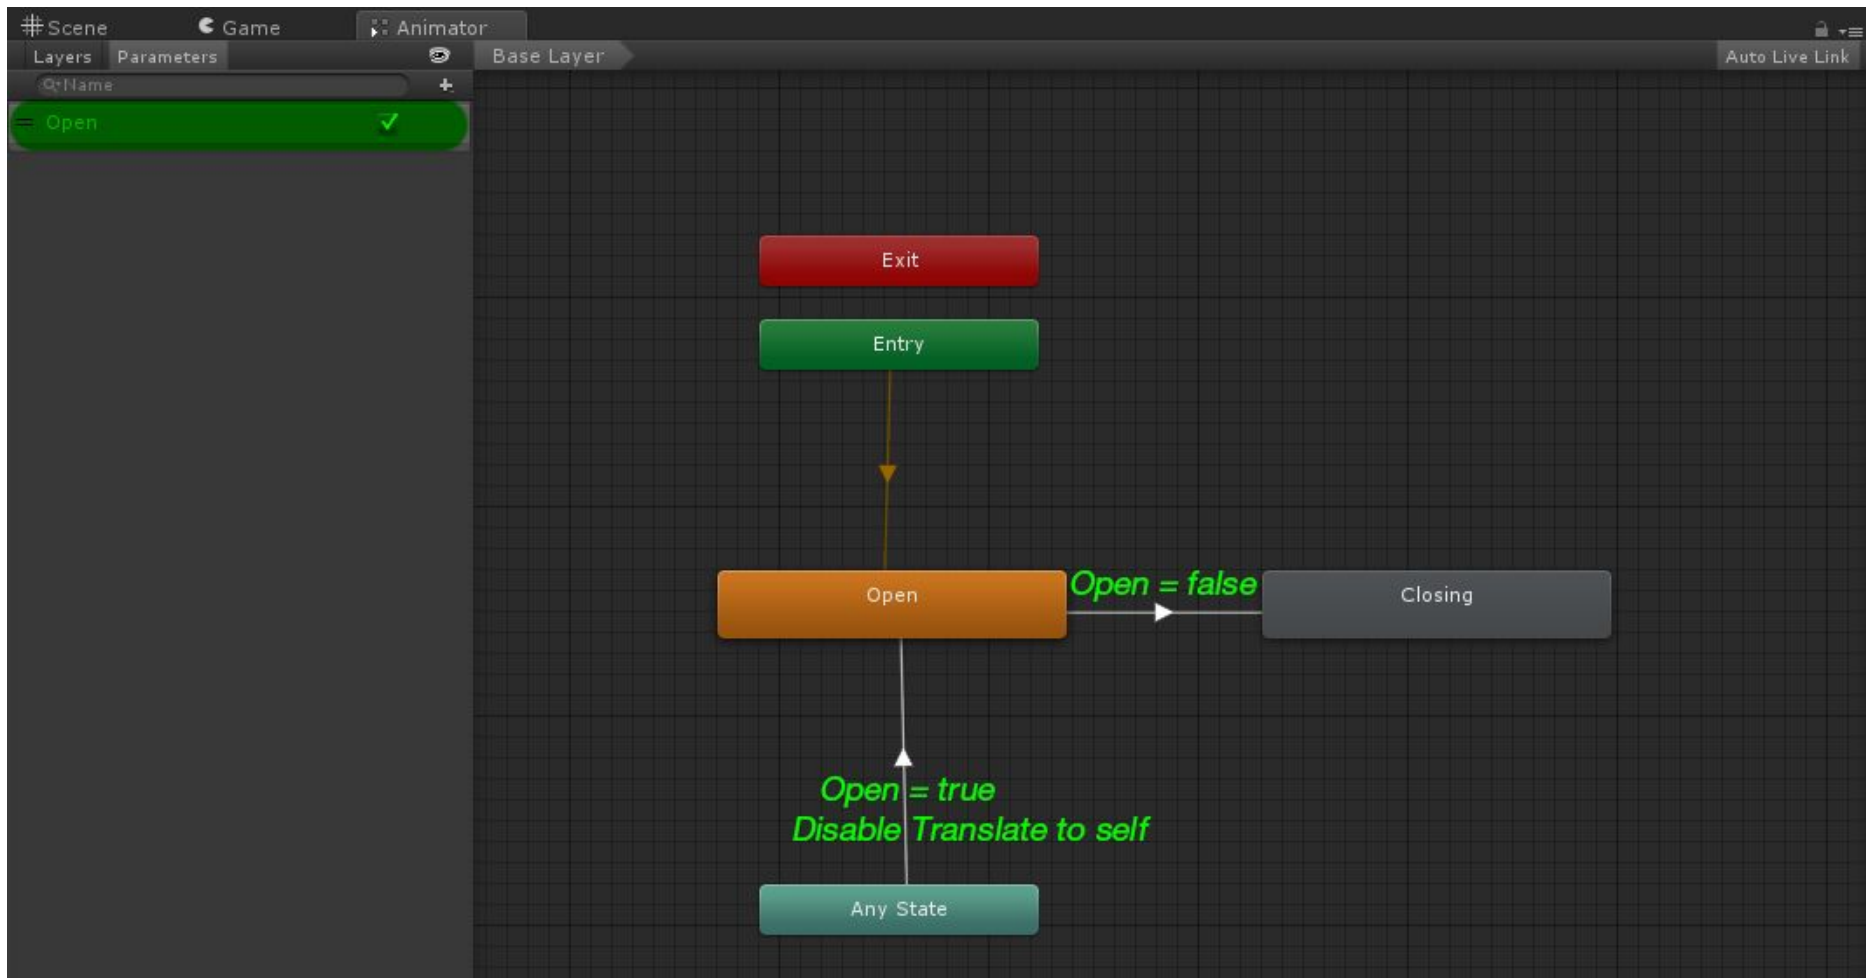 Scene Game Animator
Layers Parameters Base Layer Auto Live Link
Name
Open
Exit
Entry
Open Open = false Closing
Open = true
Disable Translate to self
Any State